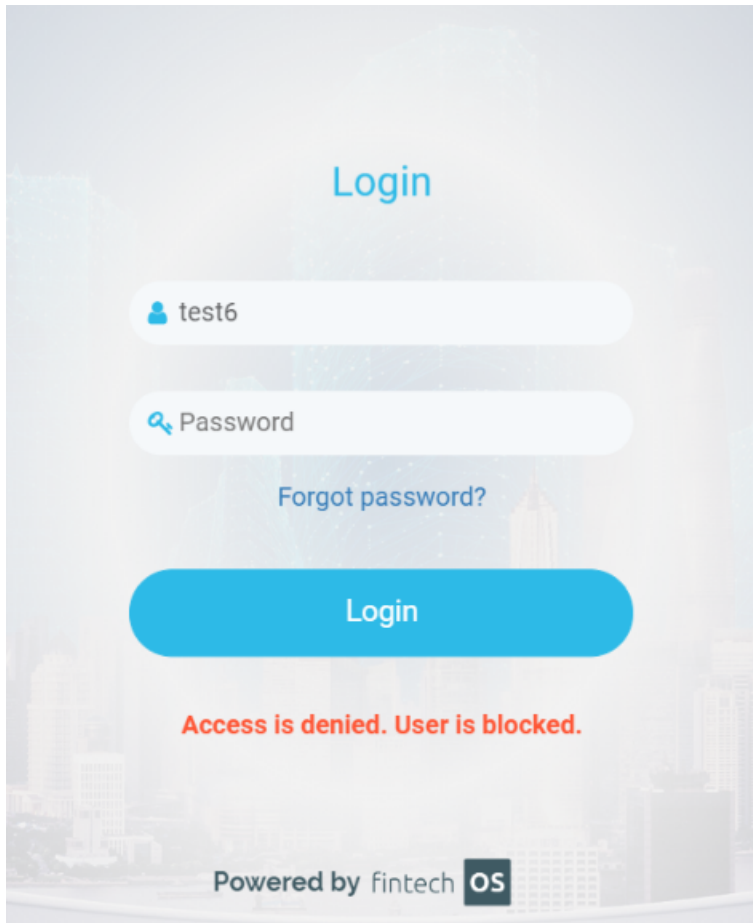 Login
test6
Password
Forgot password?
Login
Access is denied. User is blocked.
Powered by fintech OS